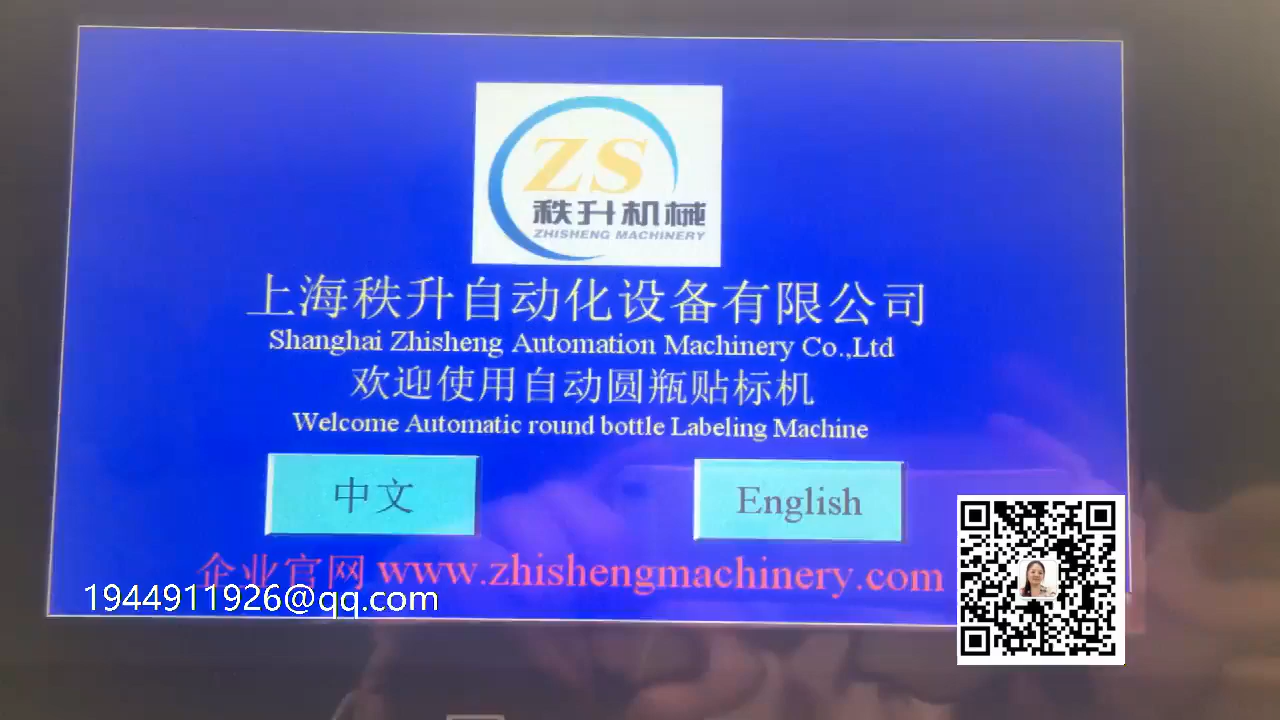 ZS
秩升机械
ZHISHENG MACHINERY
上海秩升自动化设备有限公司
Shanghai Zhisheng Automation Machinery Co.,Ltd
欢迎使用自动圆瓶贴标机
Welcome Automatic round bottle Labeling Machine
中文
English
企业官网 www.zhishengmachinery.com
1944911926@qq.com